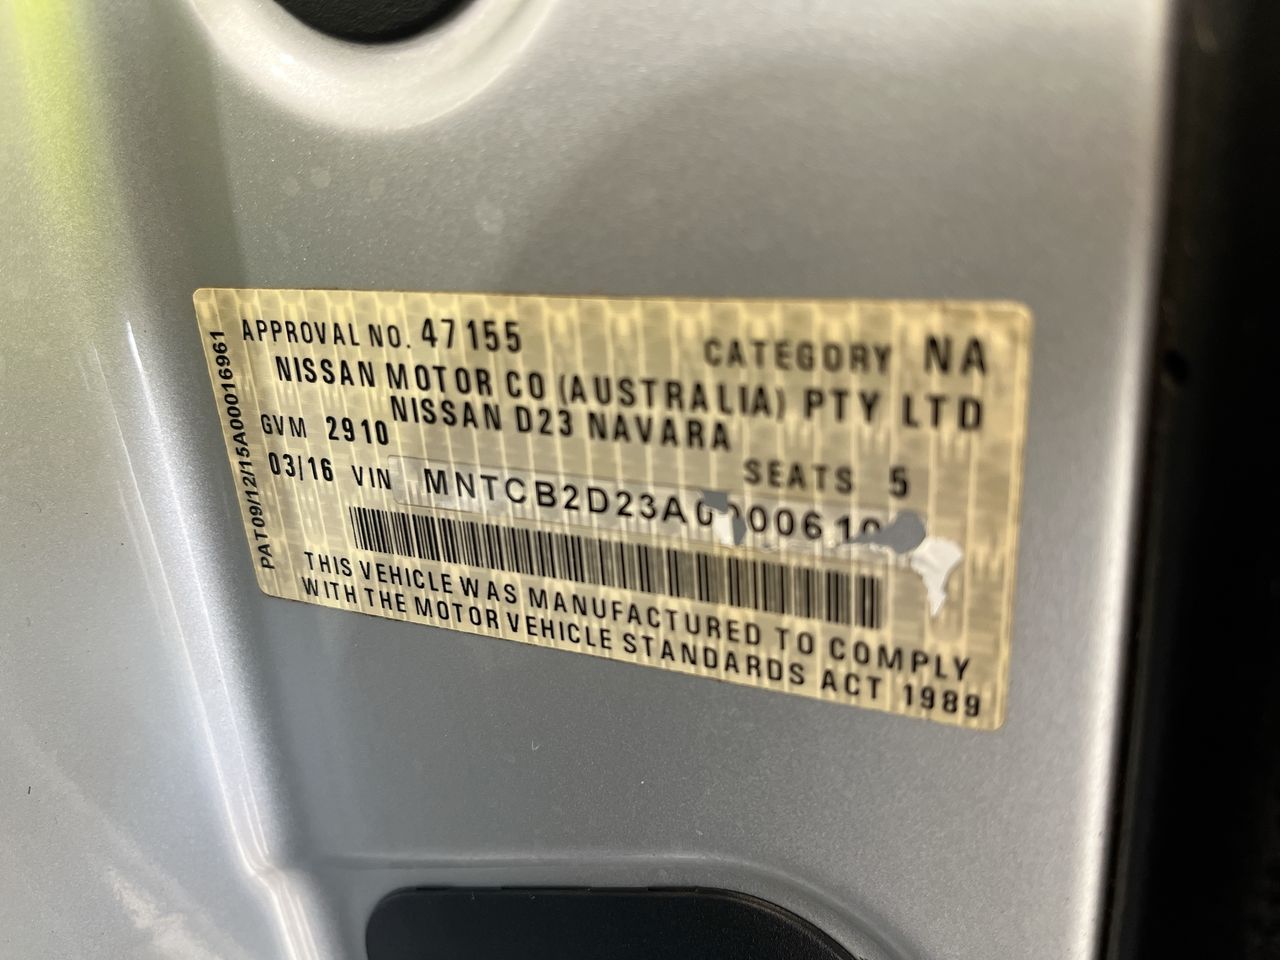 APPROVAL NO. 47155
CATEGORY NA
NISSAN MOTOR CO (AUSTRALIA) PTY LTD
NISSAN D23 NAVARA
GVM 2910
SEATS 5
03/16 VIN
THIS VEHICLE WAS MANUFACTURED TO COMPLY
WITH THE MOTOR VEHICLE STANDARDS ACT 1989
PAT09/12/15A00016961